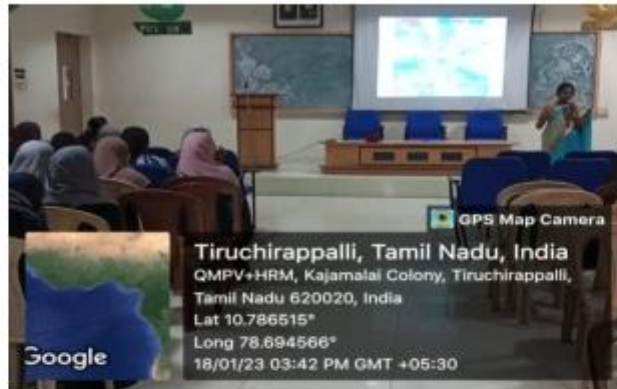 GPS Map Camera
Tiruchirappalli, Tamil Nadu, India
QMPV+HRM, Kajamalai Colony, Tiruchirappalli,
Tamil Nadu 620020, India
Lat 10.786515°
Long 78.694566°
18/01/23 03:42 PM GMT +05:30
Google